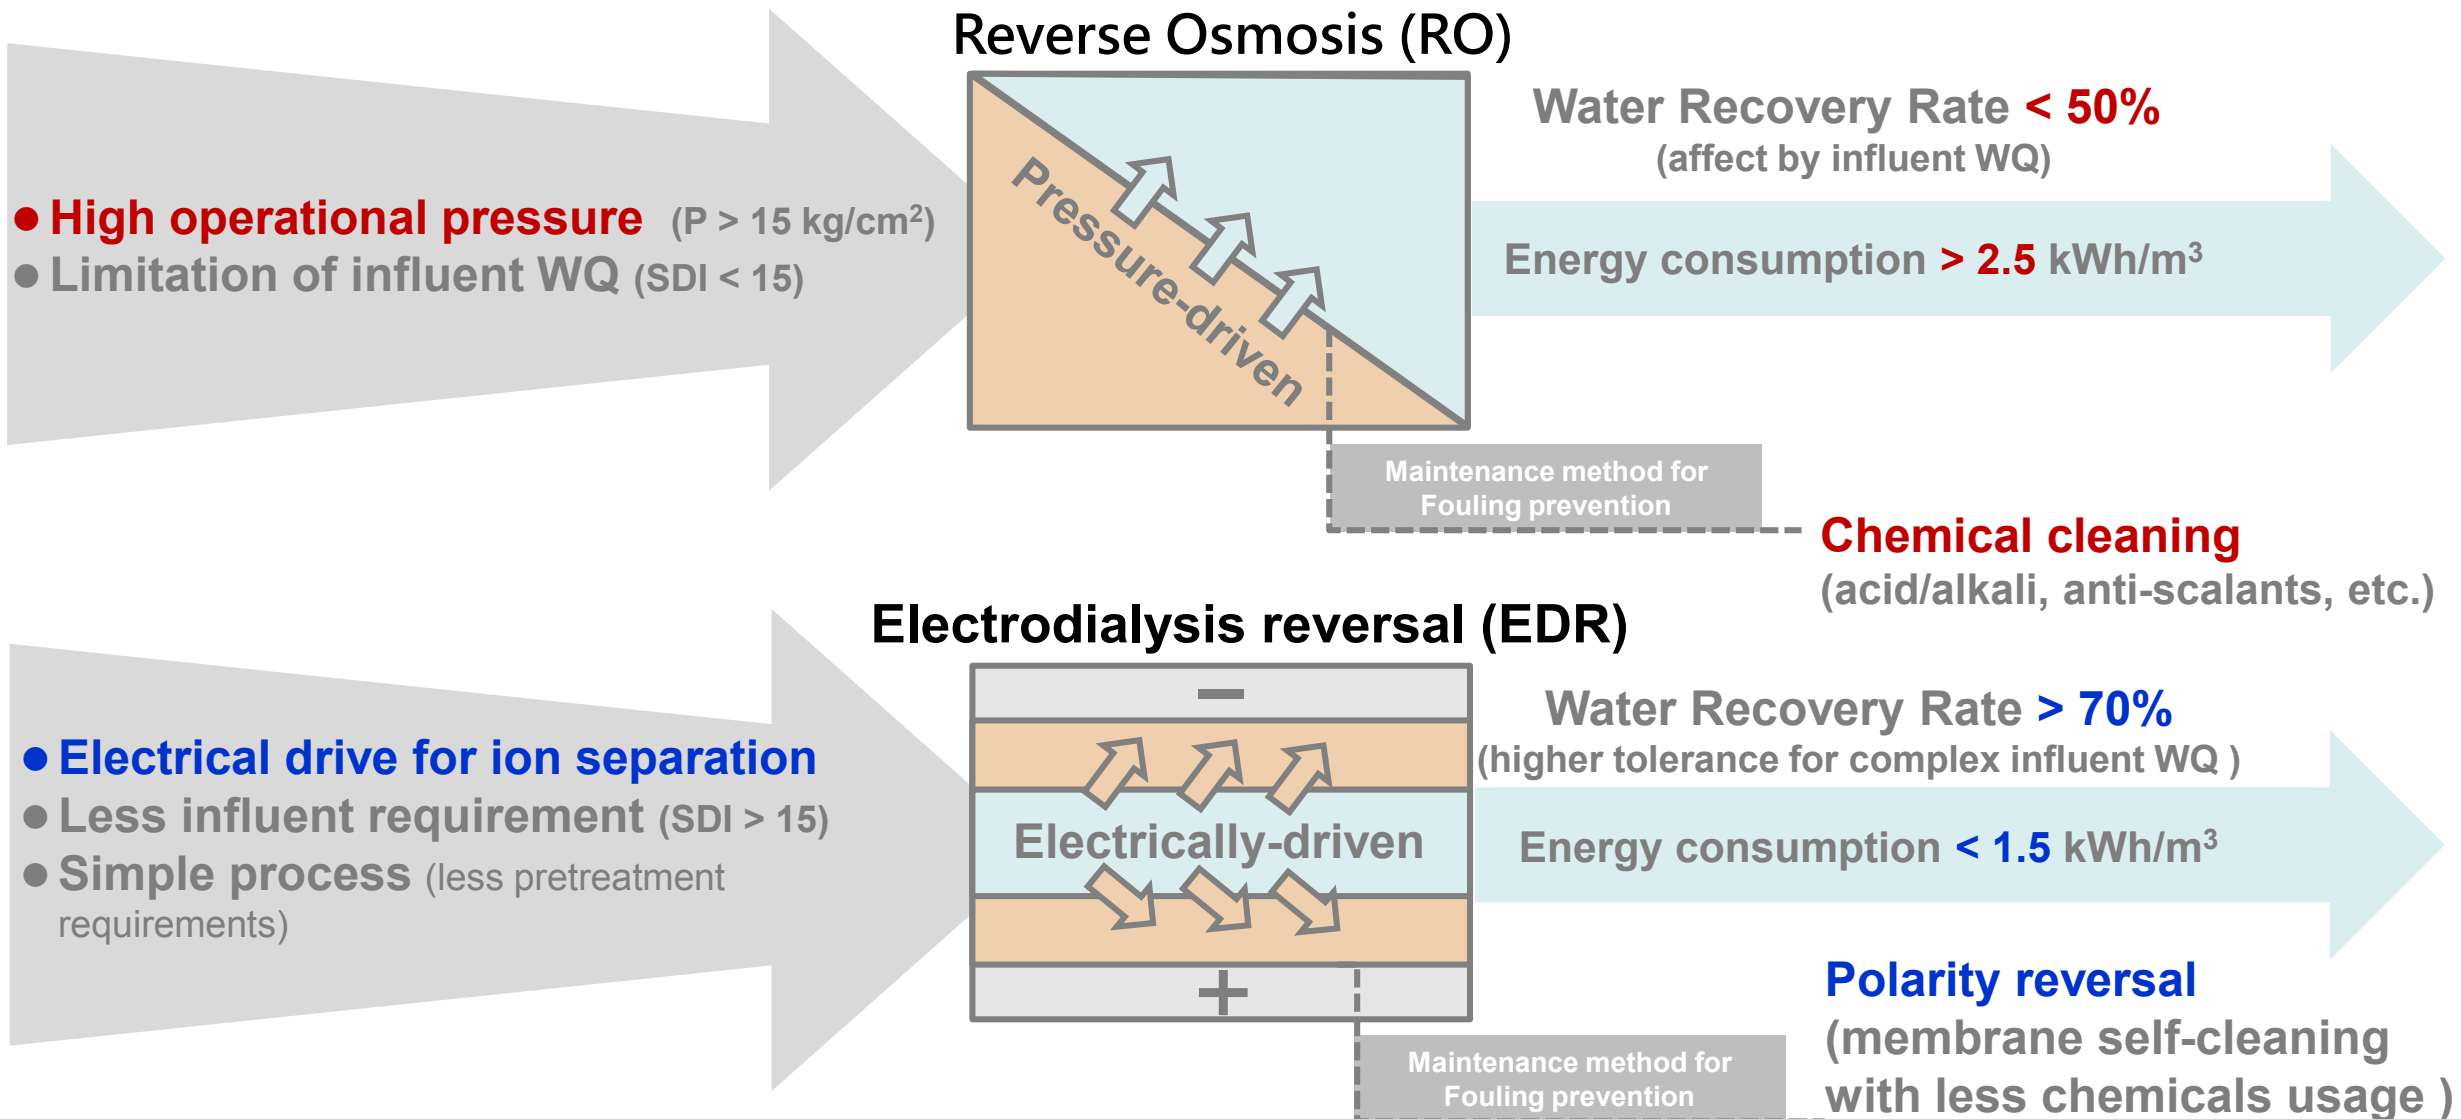 Reverse Osmosis (RO)
● High operational pressure (P > 15 kg/cm²)
● Limitation of influent WQ (SDI < 15)
Pressure-driven
Water Recovery Rate < 50%
(affect by influent WQ)
Energy consumption > 2.5 kWh/m³
Maintenance method for
Fouling prevention
Chemical cleaning
(acid/alkali, anti-scalants, etc.)
Electrodialysis reversal (EDR)
● Electrical drive for ion separation
● Less influent requirement (SDI > 15)
● Simple process (less pretreatment
requirements)
−
Electrically-driven
+
Water Recovery Rate > 70%
(higher tolerance for complex influent WQ )
Energy consumption < 1.5 kWh/m³
Maintenance method for
Fouling prevention
Polarity reversal
(membrane self-cleaning
with less chemicals usage )